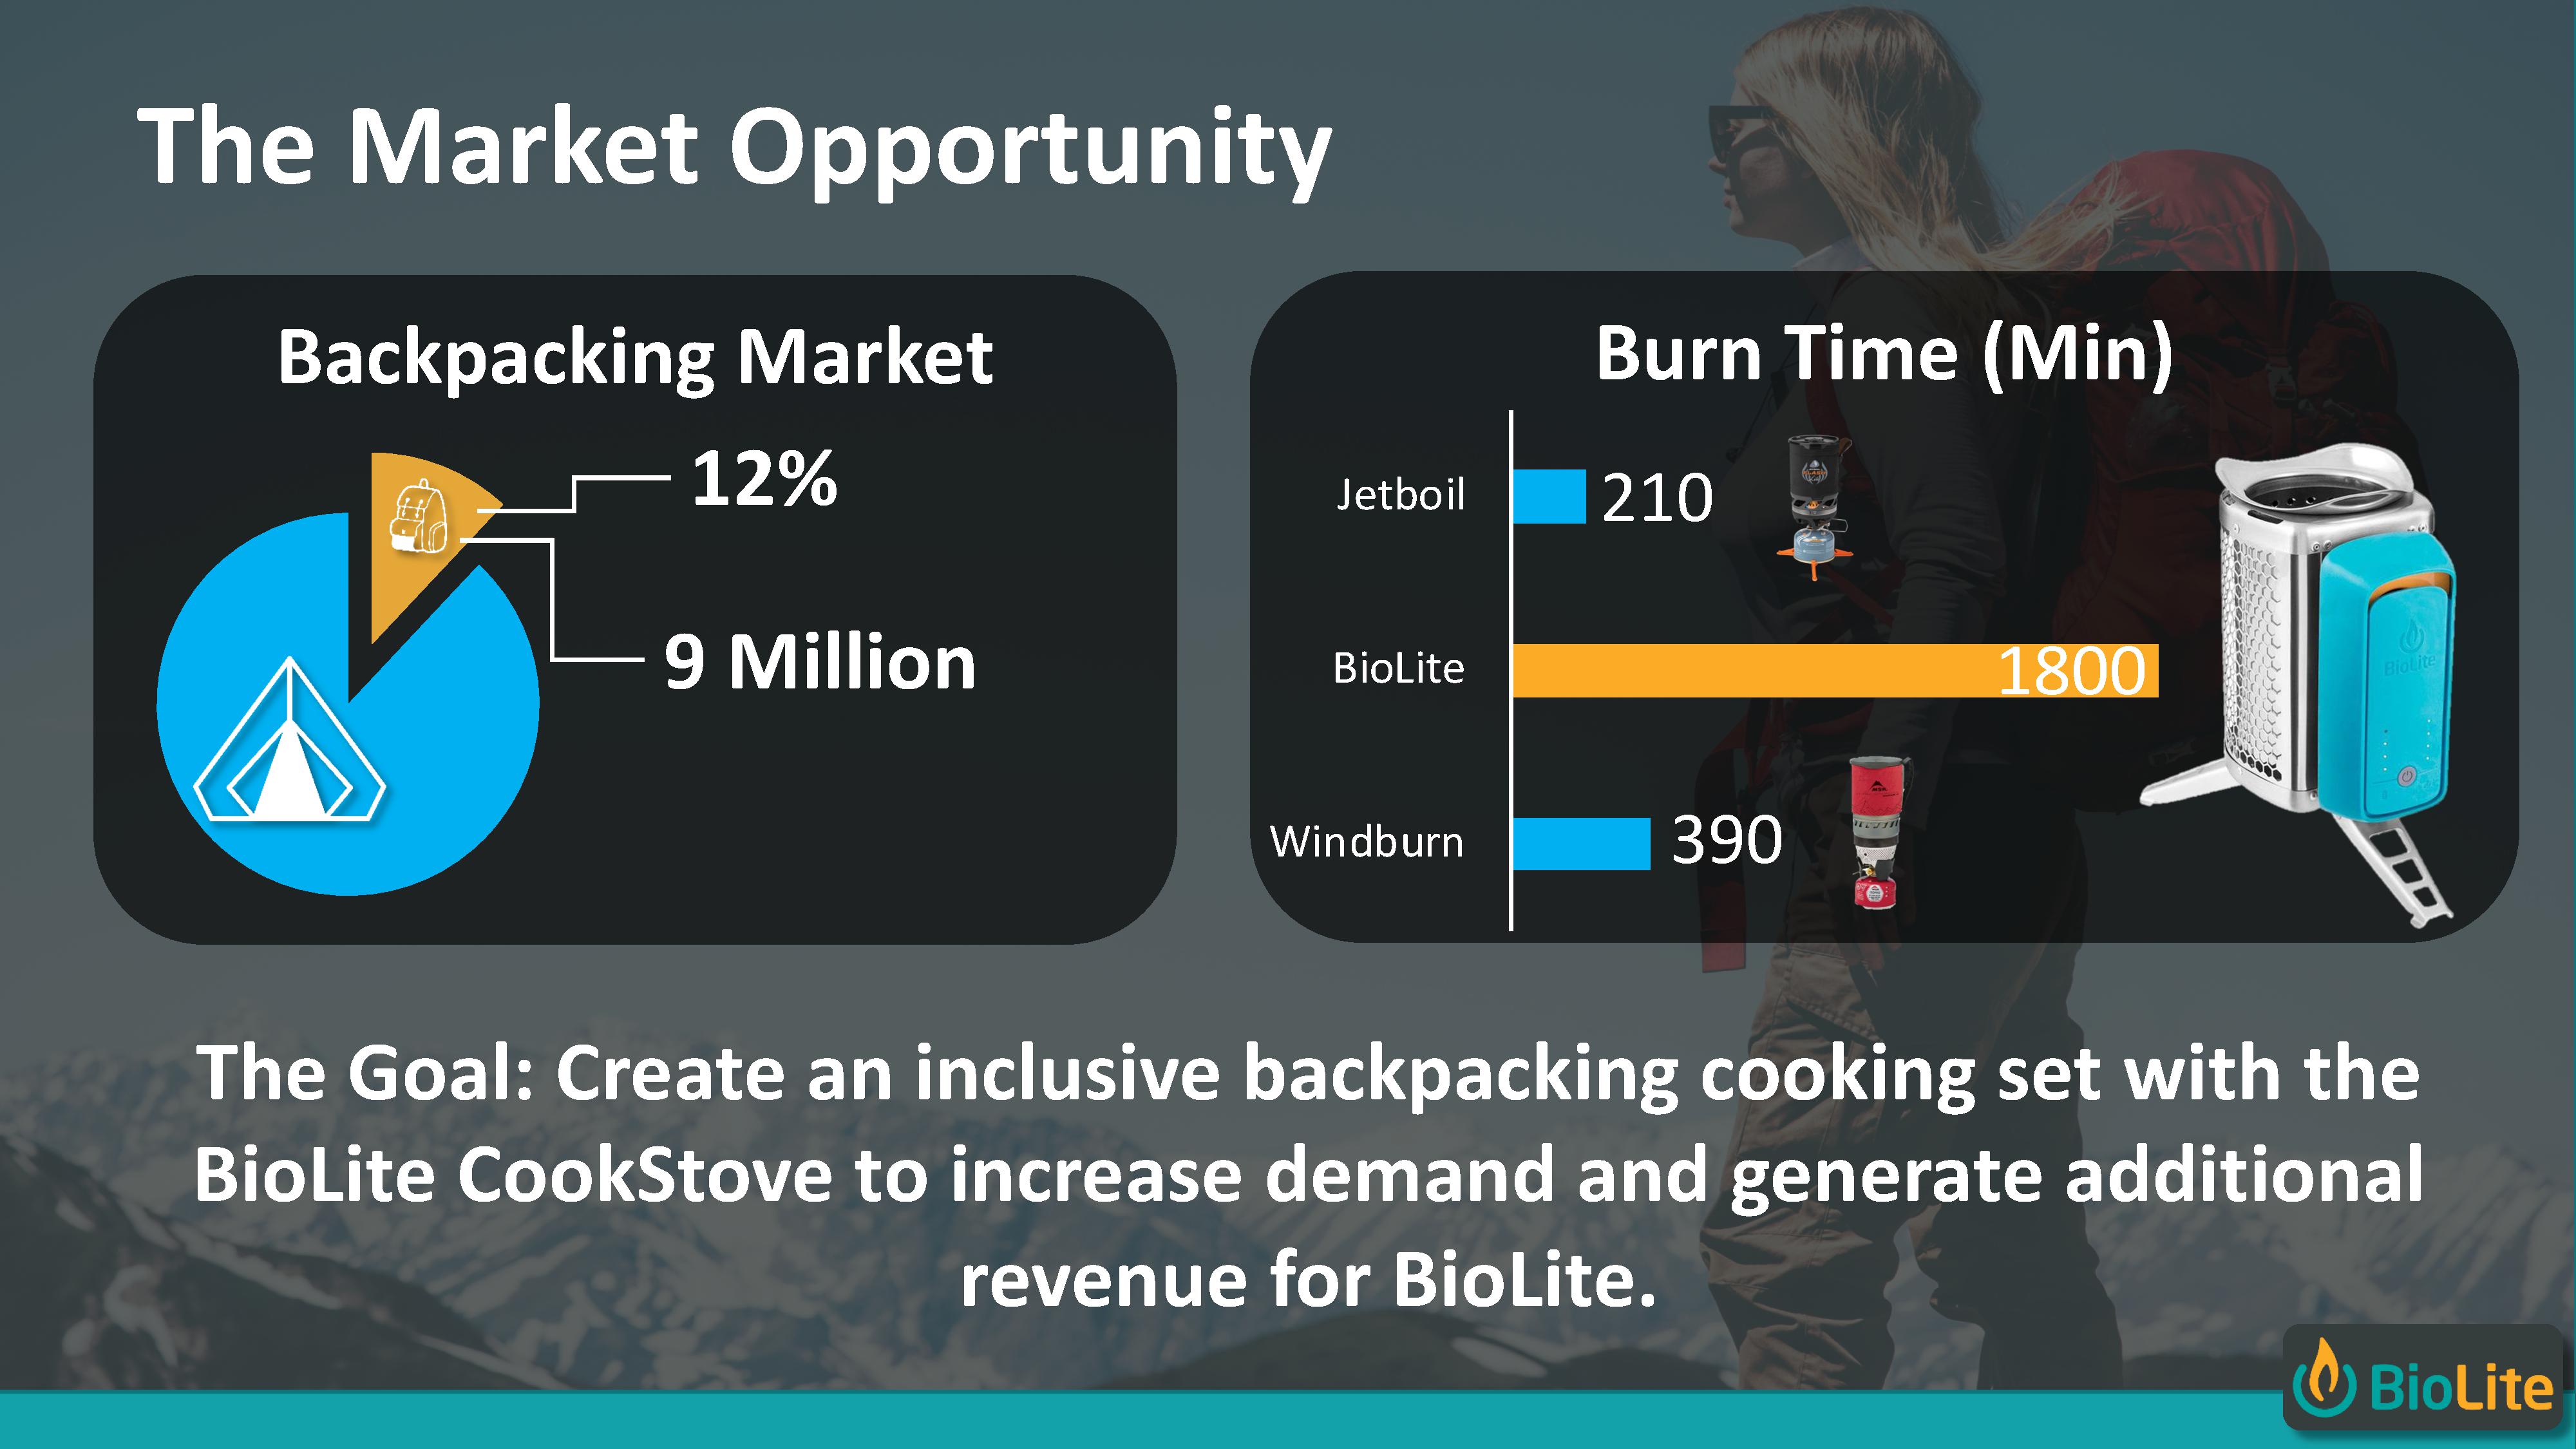 The Market Opportunity
Backpacking Market
12%
9 Million
Burn Time (Min)
Jetboil 210
BioLite 1800
Windburn 390
BioLite
The Goal: Create an inclusive backpacking cooking set with the
BioLite CookStove to increase demand and generate additional
revenue for BioLite.
BioLite